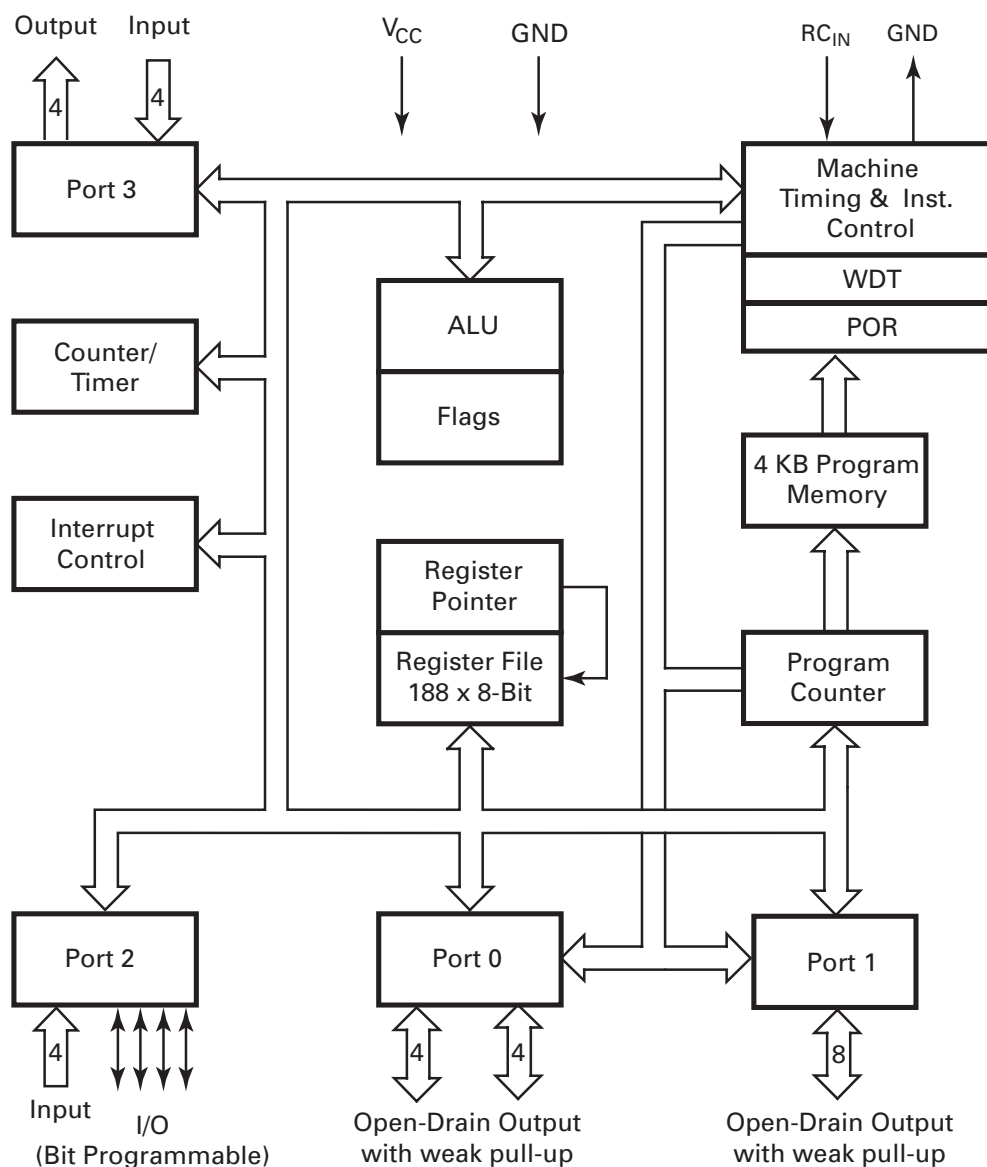 Output
Input
V_CC
GND
RC_IN
GND
4
4
Port 3
Machine
Timing & Inst.
Control
WDT
POR
ALU
Flags
Counter/
Timer
4 KB Program
Memory
Interrupt
Control
Register
Pointer
Register File
188 x 8-Bit
Program
Counter
Port 2
Port 0
Port 1
4
4
4
8
Input
I/O
(Bit Programmable)
Open-Drain Output
with weak pull-up
Open-Drain Output
with weak pull-up